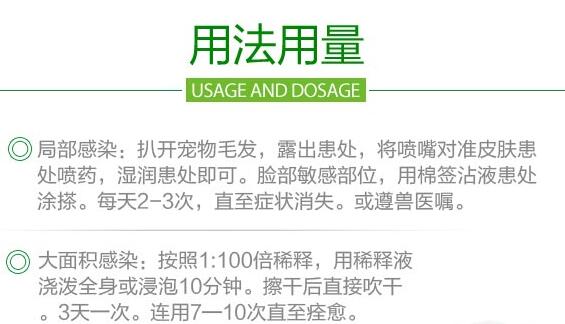 用法用量
USAGE AND DOSAGE
局部感染：扒开宠物毛发，露出患处，将喷嘴对准皮肤患
处喷药，湿润患处即可。脸部敏感部位，用棉签沾液患处
涂搽。每天2-3次，直至症状消失。或遵兽医嘱。
大面积感染：按照1:100倍稀释，用稀释液
浇泼全身或浸泡10分钟。擦干后直接吹干
。3天一次。连用7—10次直至痊愈。